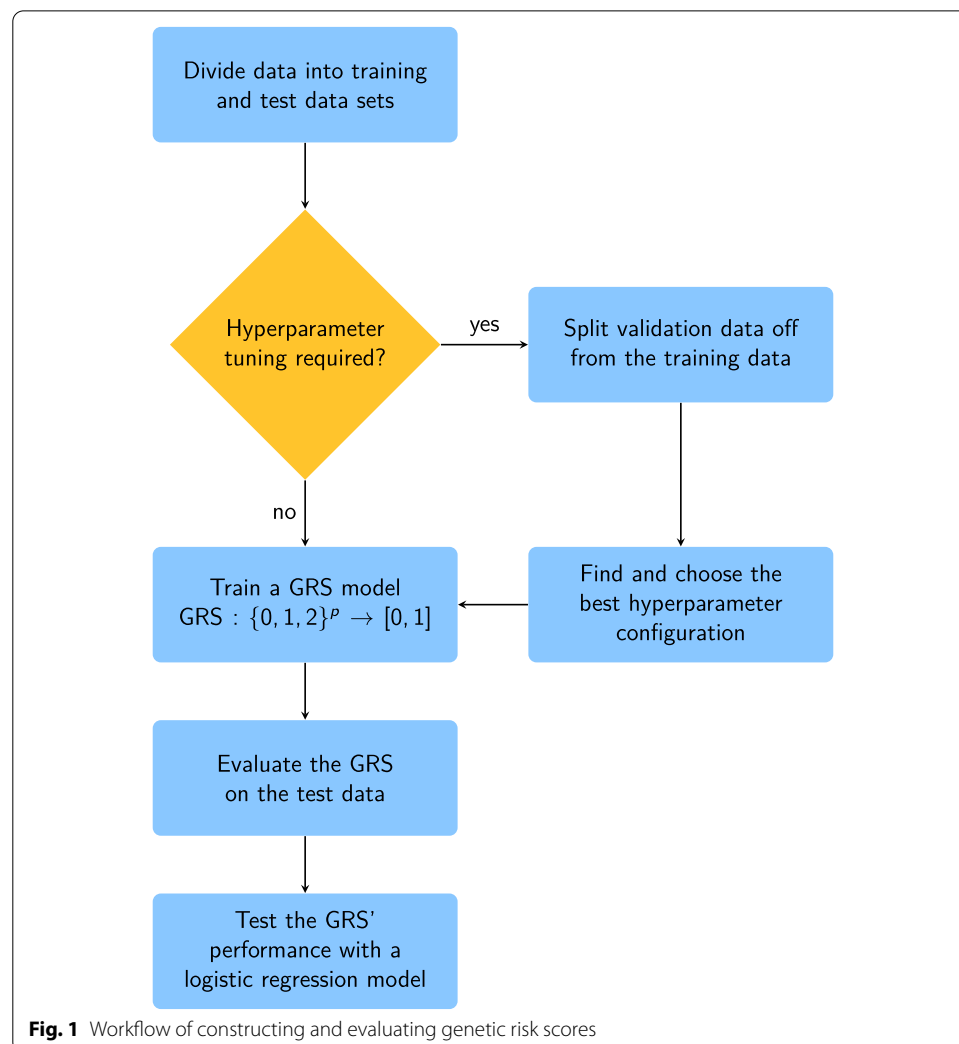 Divide data into training
and test data sets
Hyperparameter
tuning required?
yes
Split validation data off
from the training data
no
Train a GRS model
GRS : {0, 1, 2}ᵖ → [0, 1]
Find and choose the
best hyperparameter
configuration
Evaluate the GRS
on the test data
Test the GRS'
performance with a
logistic regression model
Fig. 1 Workflow of constructing and evaluating genetic risk scores